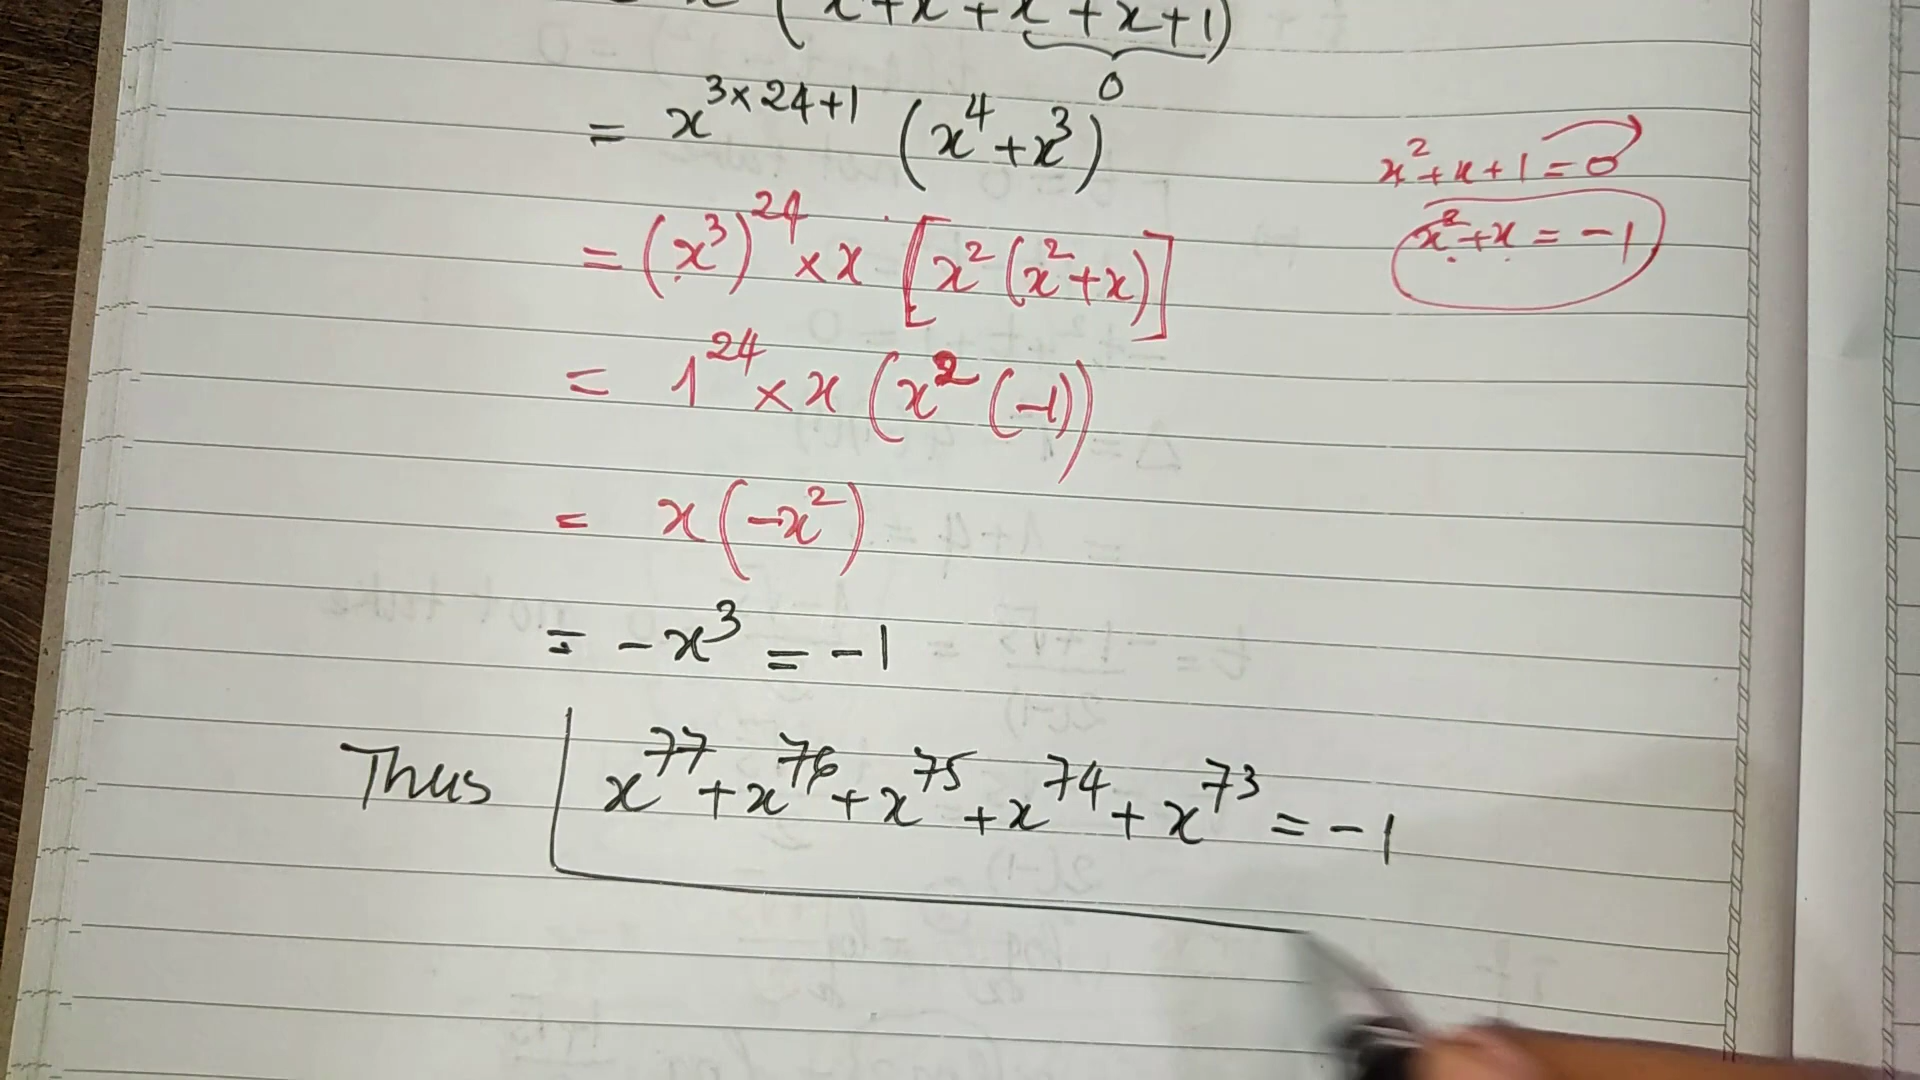 (x + x + x + x + 1)
0
= x^{3×24+1} (x^4 + x^3)
x^2 + x + 1 = 0
x^2 + x = -1
= (x^3)^{24} × x [x^2 (x^2 + x)]
= 1^{24} × x (x^2 (-1))
= x (-x^2)
= -x^3 = -1
Thus x^{77} + x^{76} + x^{75} + x^{74} + x^{73} = -1